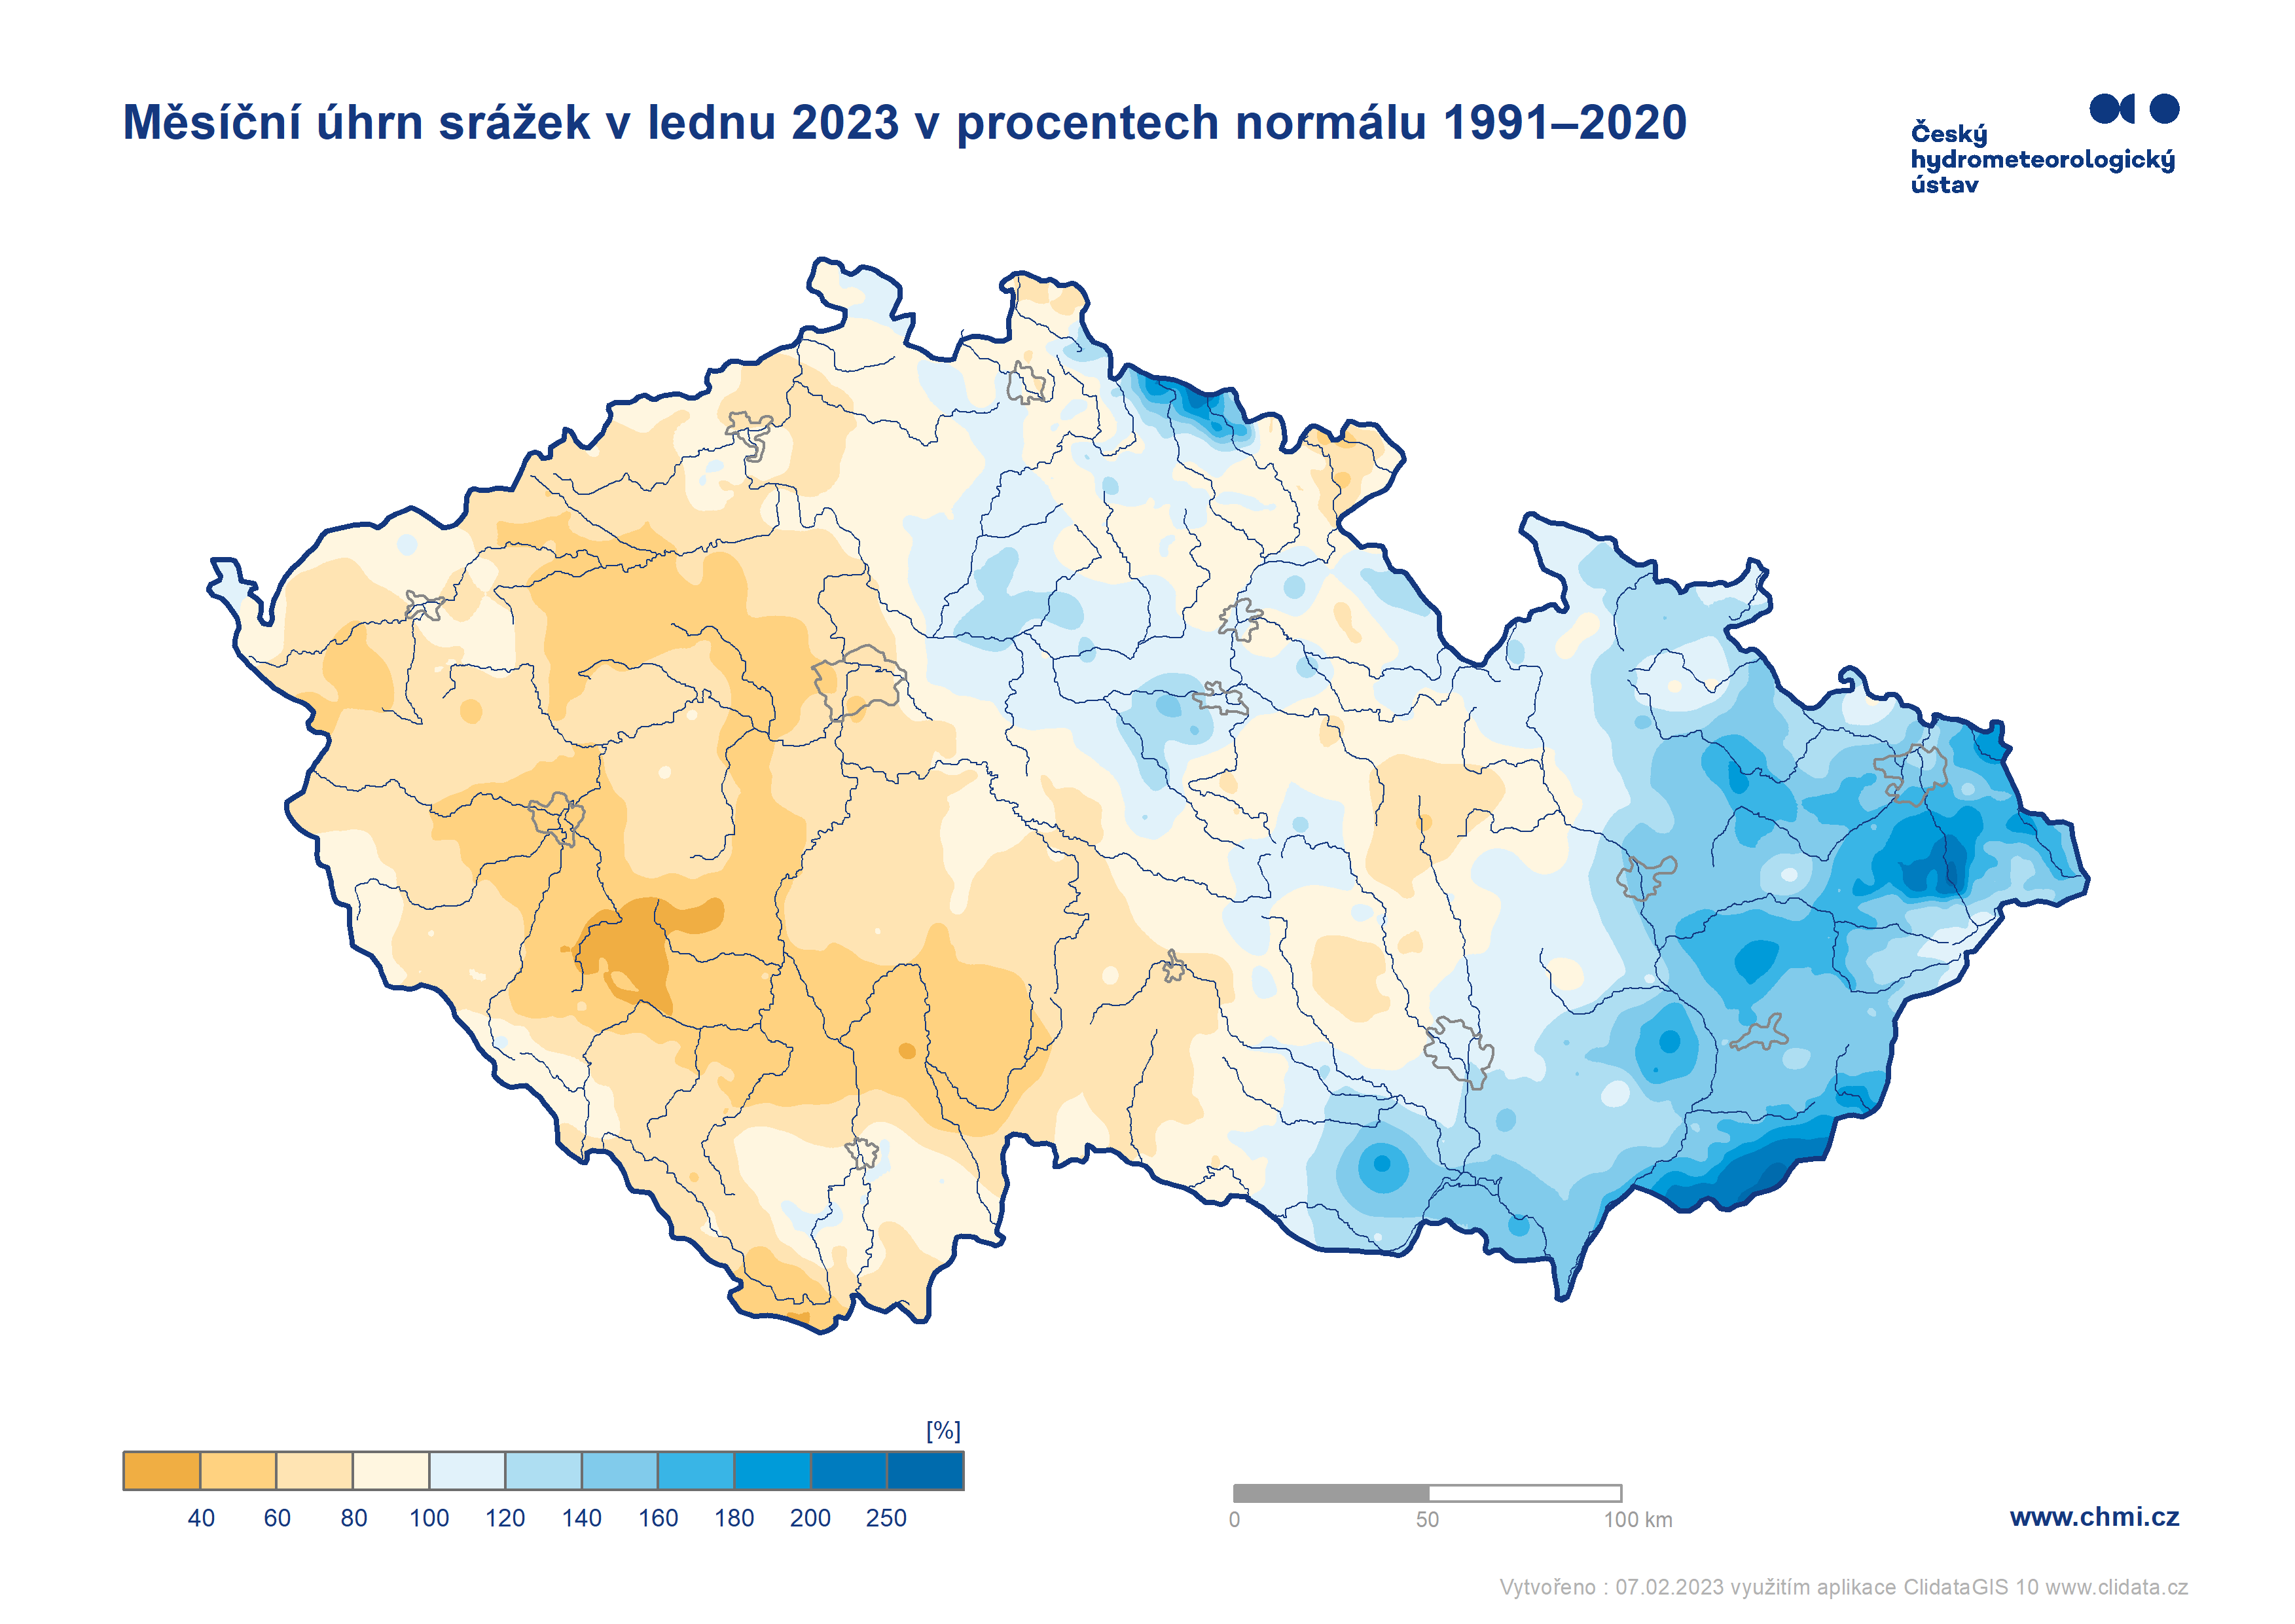 Měsíční úhrn srážek v lednu 2023 v procentech normálu 1991–2020
Český
hydrometeorologický
ústav
[%]
40 60 80 100 120 140 160 180 200 250
0 50 100 km
www.chmi.cz
Vytvořeno : 07.02.2023 využitím aplikace ClidataGIS 10 www.clidata.cz